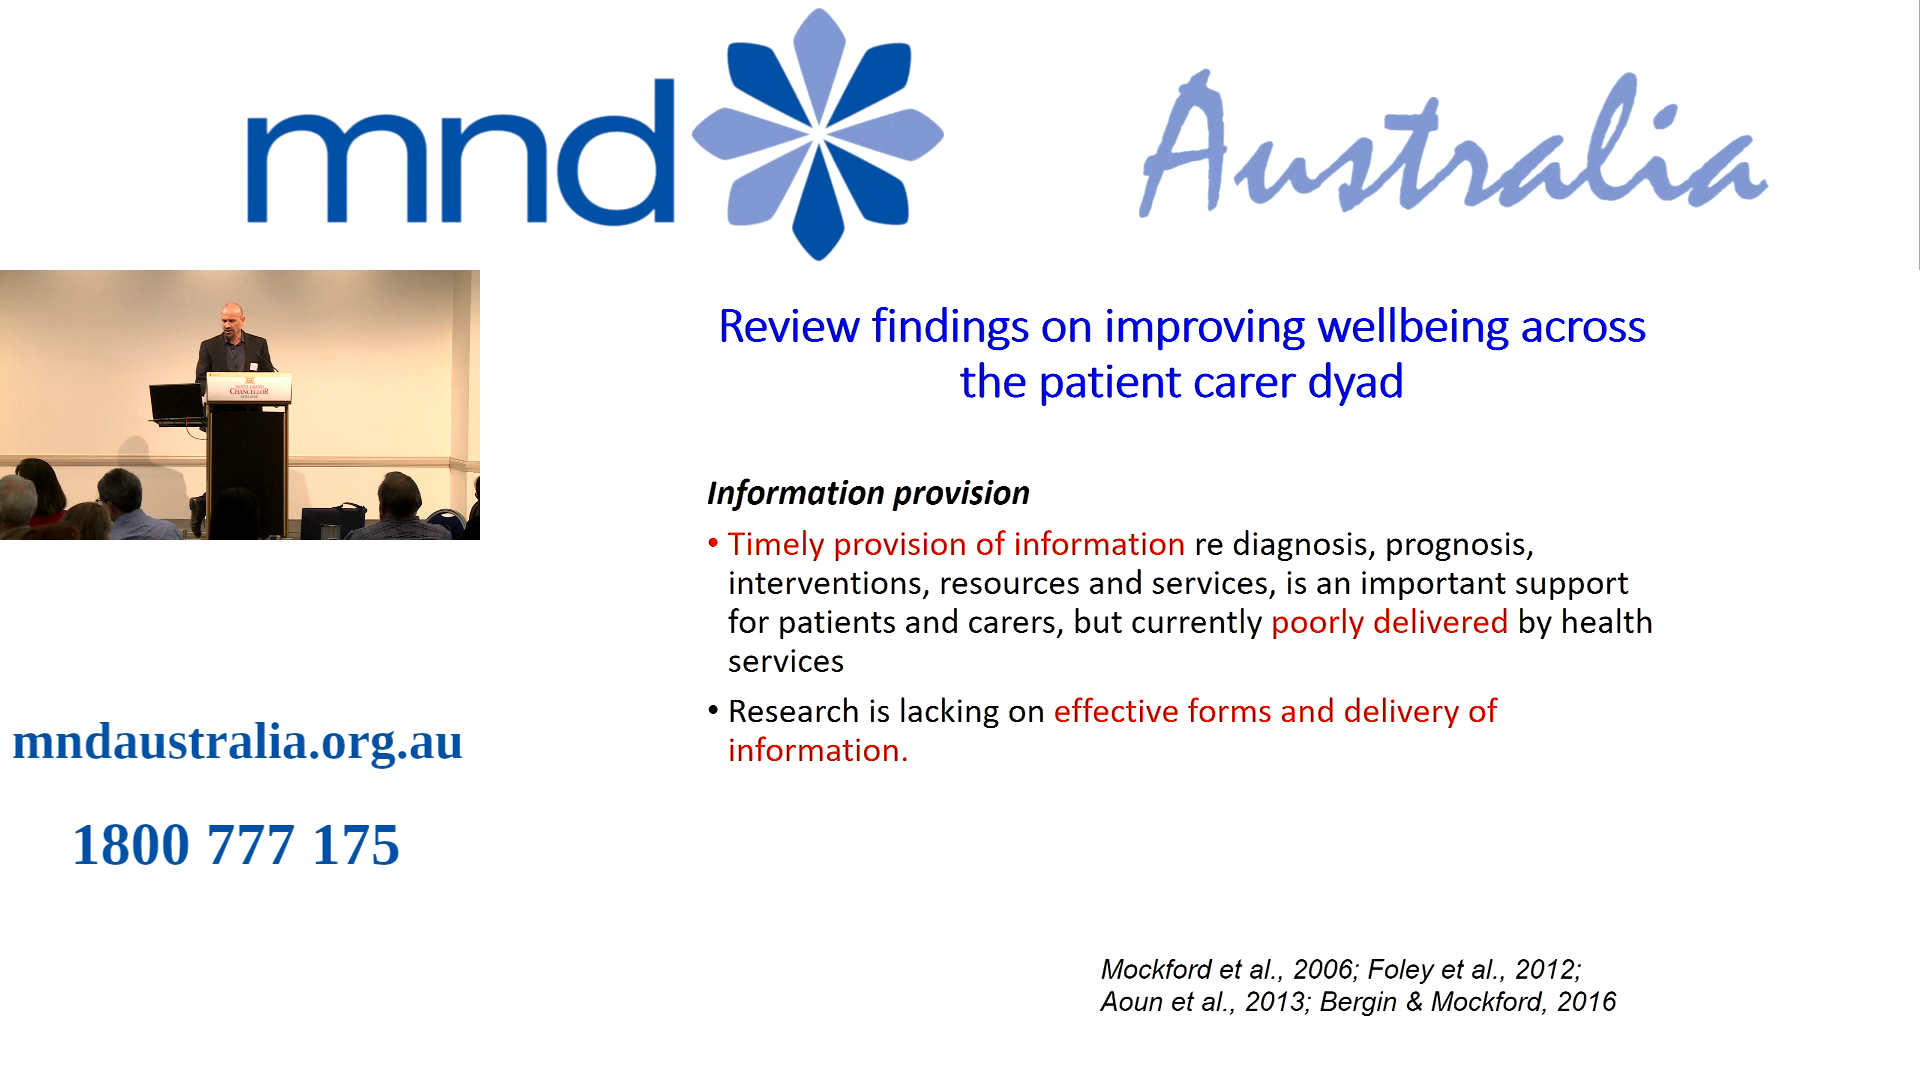 mnd Australia
Review findings on improving wellbeing across
the patient carer dyad
CHANCELLOR
Information provision
• Timely provision of information re diagnosis, prognosis,
interventions, resources and services, is an important support
for patients and carers, but currently poorly delivered by health
services
• Research is lacking on effective forms and delivery of
information.
mndaustralia.org.au
1800 777 175
Mockford et al., 2006; Foley et al., 2012;
Aoun et al., 2013; Bergin & Mockford, 2016